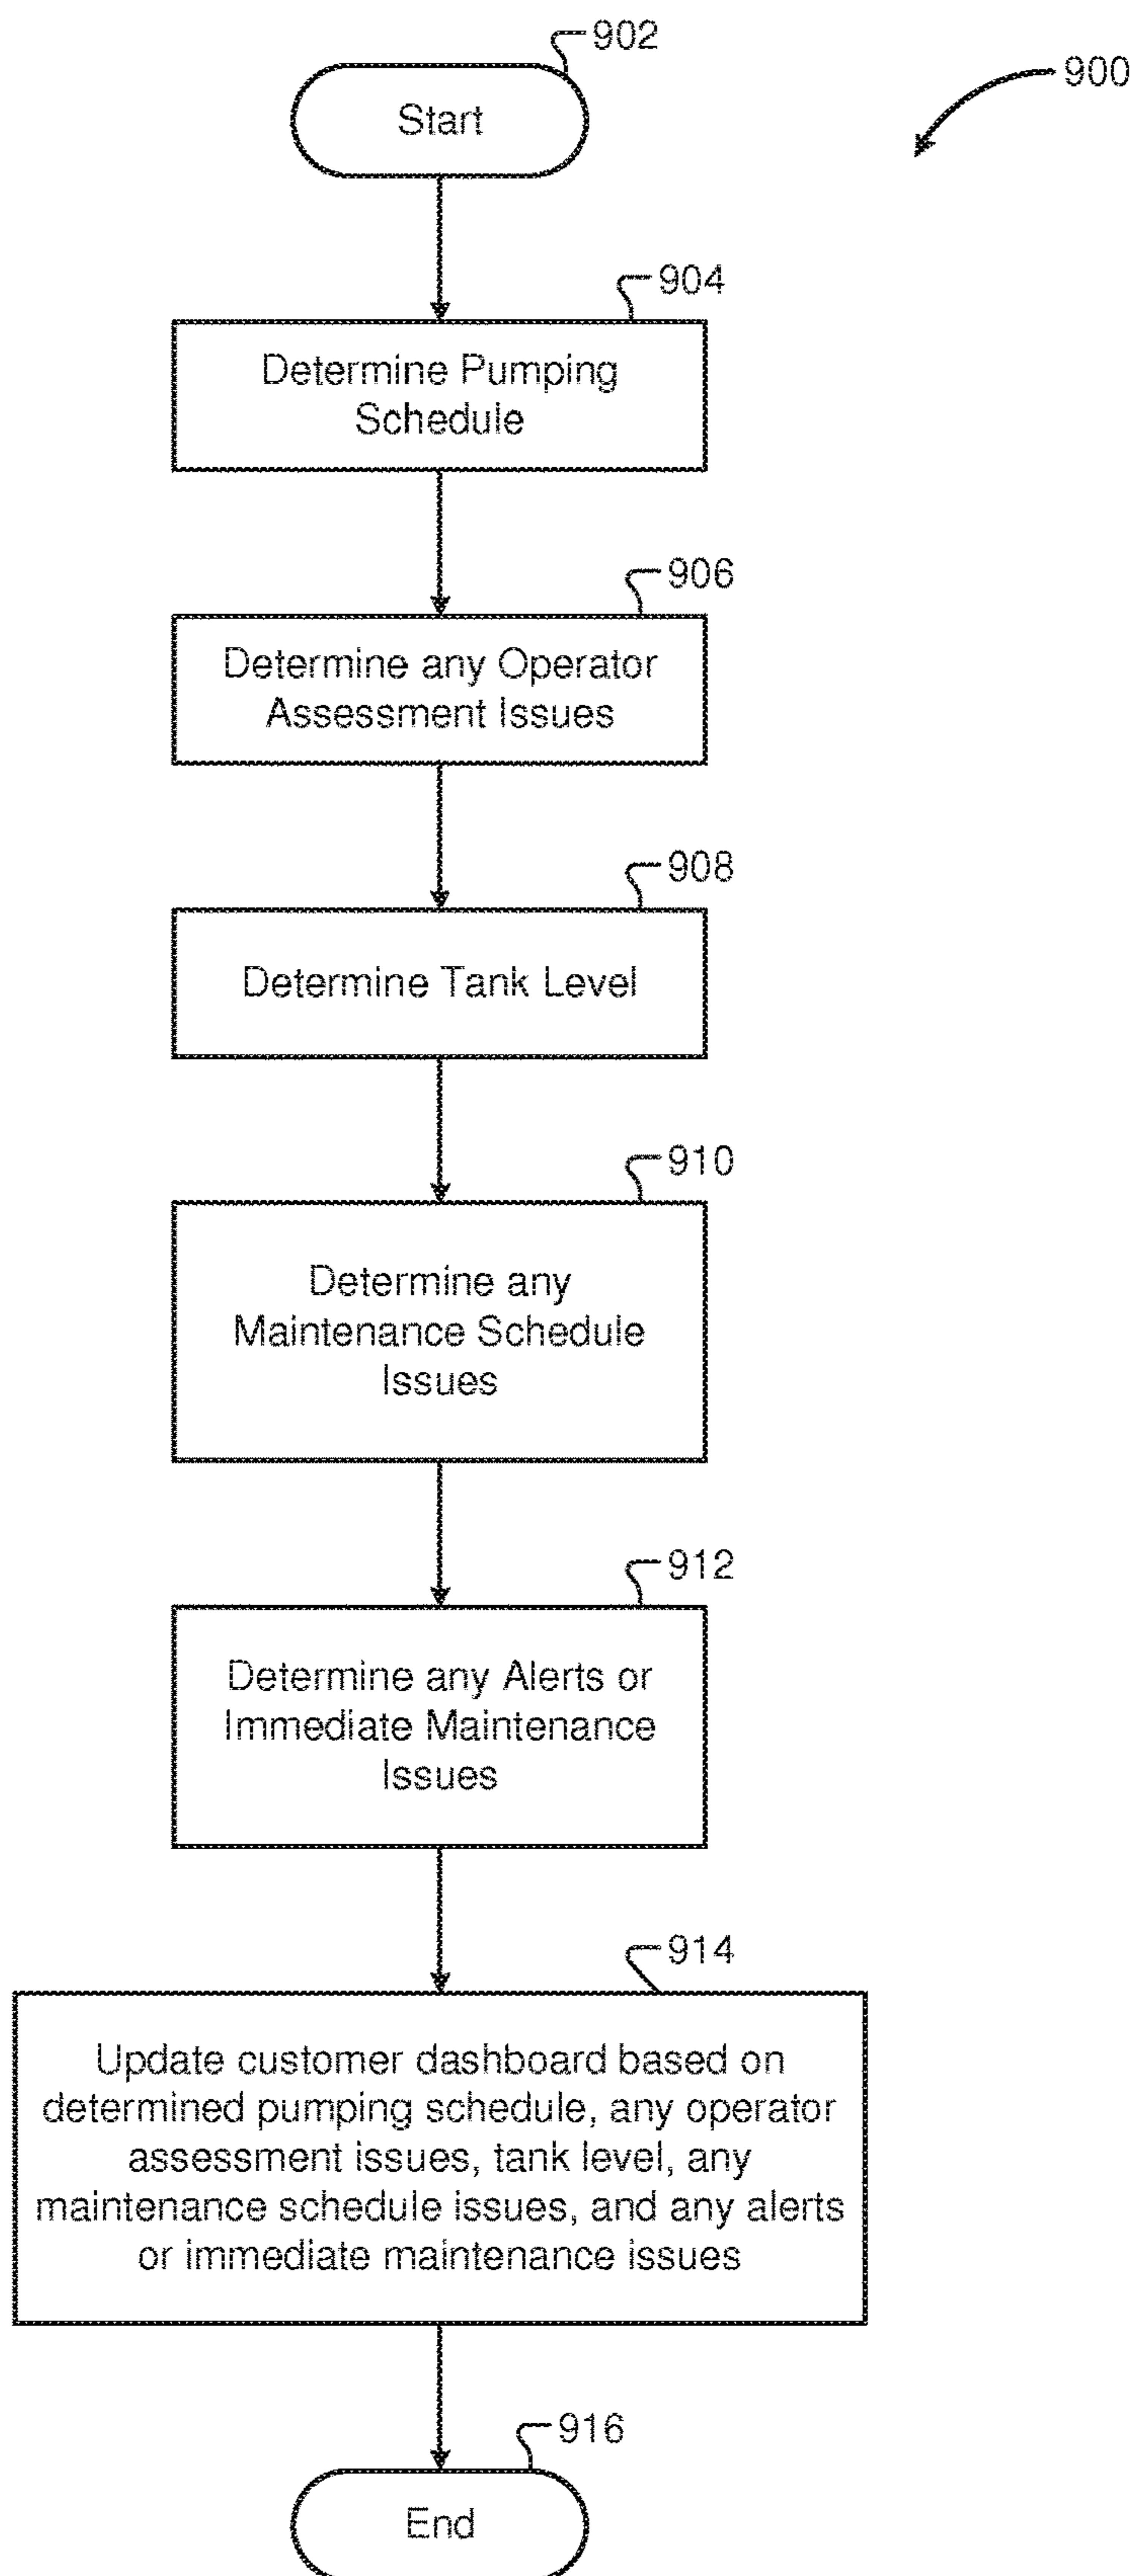 902
900
Start
904
Determine Pumping
Schedule
906
Determine any Operator
Assessment Issues
908
Determine Tank Level
910
Determine any
Maintenance Schedule
Issues
912
Determine any Alerts or
Immediate Maintenance
Issues
914
Update customer dashboard based on
determined pumping schedule, any operator
assessment issues, tank level, any
maintenance schedule issues, and any alerts
or immediate maintenance issues
916
End